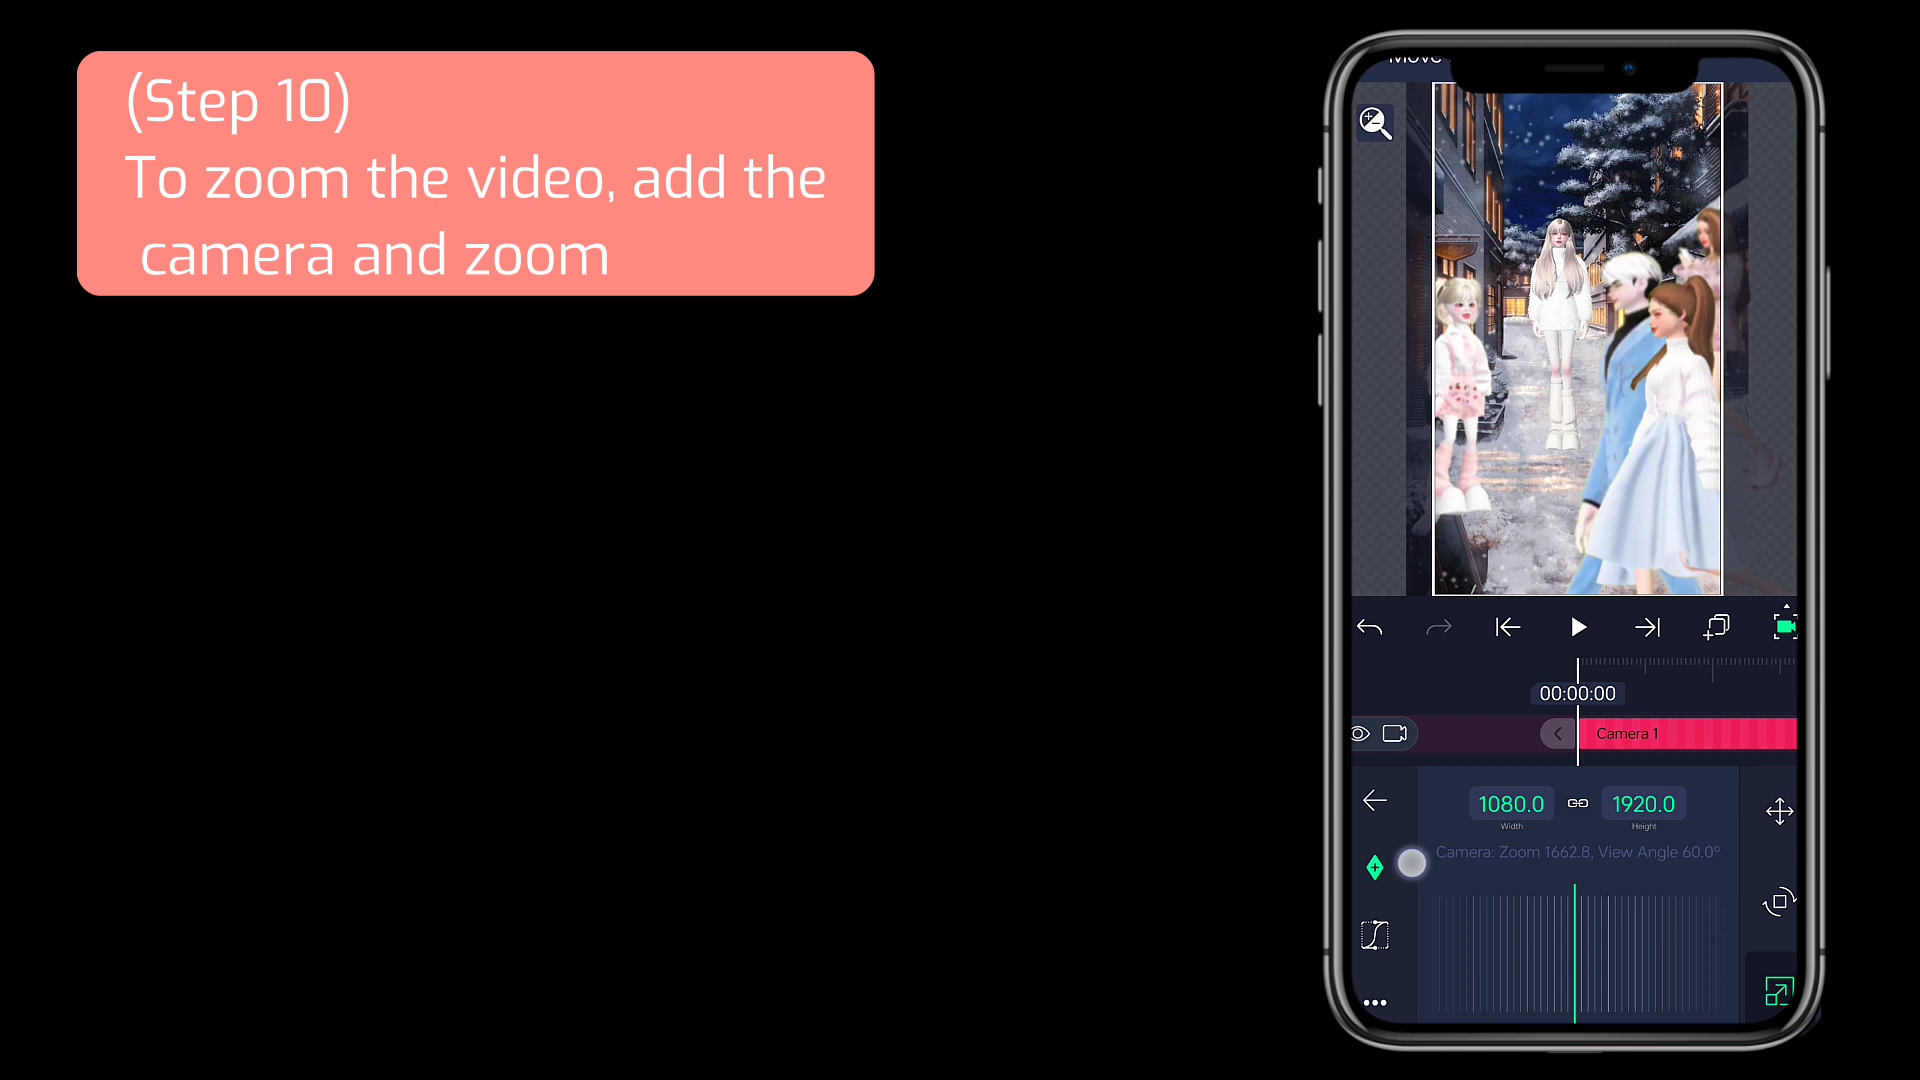 (Step 10)
To zoom the video, add the
camera and zoom
Move
00:00:00
Camera 1
1080.0
1920.0
Width
Height
Camera: Zoom 1662.8, View Angle 60.0°